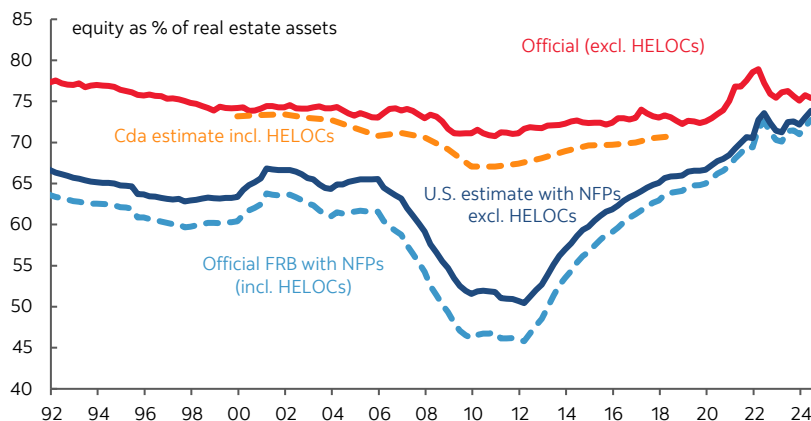 equity as % of real estate assets
85
80
75
70
65
60
55
50
45
40
Official (excl. HELOCs)
Cda estimate incl. HELOCs
U.S. estimate with NFPs
excl. HELOCs
Official FRB with NFPs
(incl. HELOCs)
92 94 96 98 00 02 04 06 08 10 12 14 16 18 20 22 24